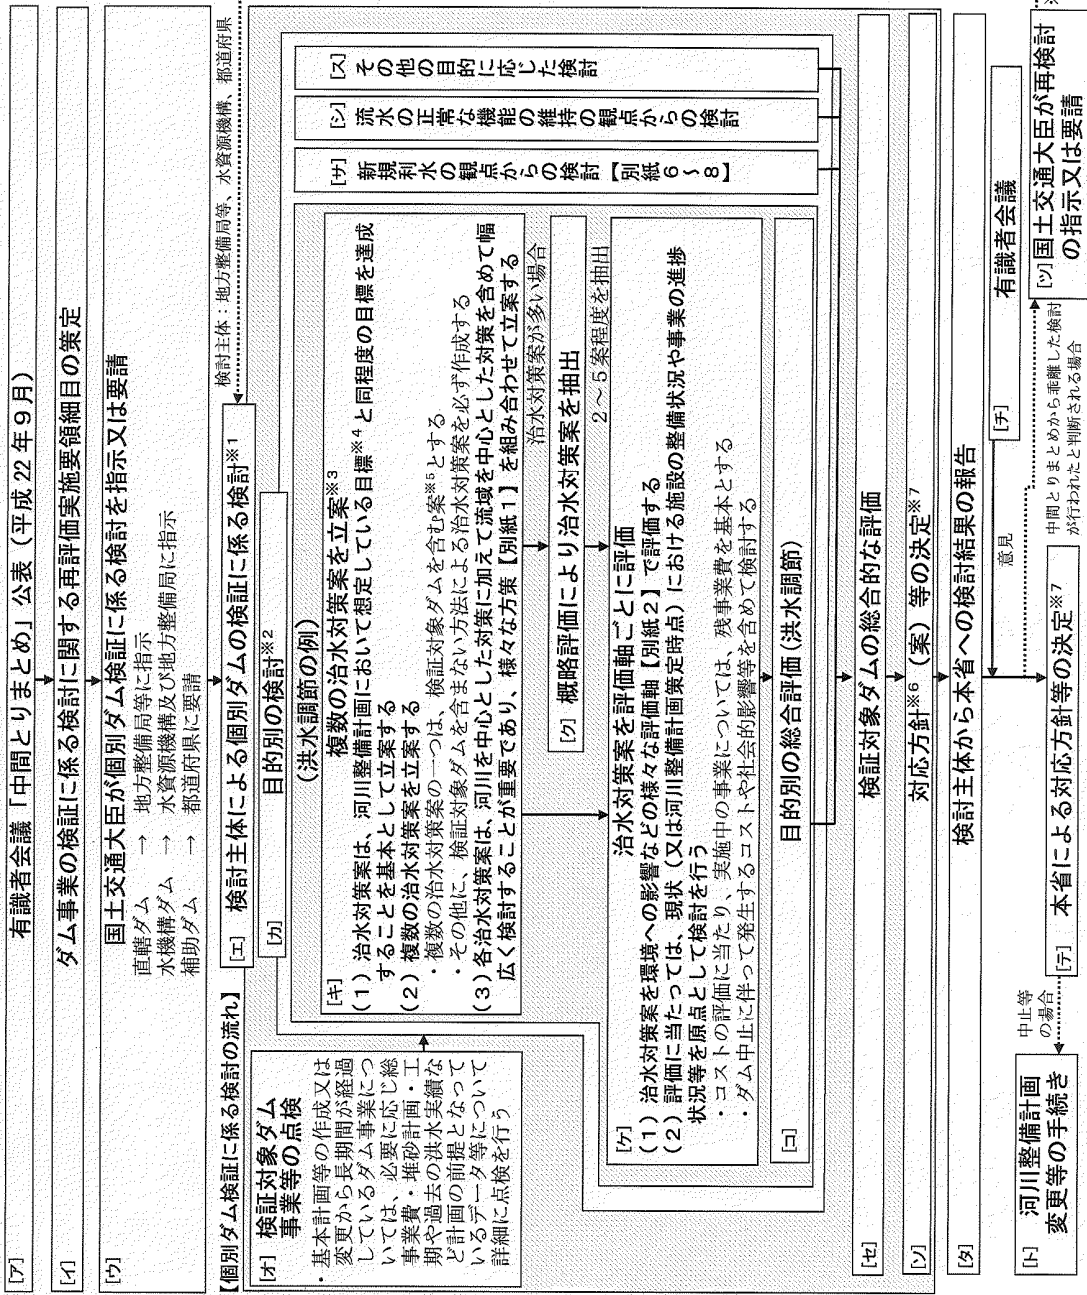 [ア] 有識者会議「中間とりまとめ」公表（平成22年９月）
[イ] ダム事業の検証に係る検討に関する再評価実施要領細目の策定
[ウ] 国土交通大臣が個別ダム検証に係る検討を指示又は要請
直轄ダム → 地方整備局等に指示
水機構ダム → 水資源機構及び地方整備局に指示
補助ダム → 都道府県に要請
【個別ダム検証に係る検討の流れ】
検討主体：地方整備局等、水資源機構、都道府県
[エ] 検討主体による個別ダムの検証に係る検討※1
[オ] 検証対象ダム
事業等の点検
・基本計画等の作成又は
変更から長期間が経過
しているダム事業につ
いては、必要に応じ総
事業費・堆砂計画・工
期や過去の洪水実績な
ど計画の前提となって
いるデータ等について
詳細に点検を行う
[カ] 目的別の検討※2
（洪水調節の例）
[キ] 複数の治水対策案を立案※3
（１）治水対策案は、河川整備計画において想定している目標※4と同程度の目標を達成
することを基本として立案する
（２）複数の治水対策案を立案する
・複数の治水対策案の一つは、検証対象ダムを含む案※5とする
・その他に、検証対象ダムを含まない方法による治水対策案を必ず作成する
（３）各治水対策案は、河川を中心とした対策に加えて流域を中心とした対策を含めて幅
広く検討することが重要であり、様々な方策【別紙１】を組み合わせて立案する
治水対策案が多い場合
[ク] 概略評価により治水対策案を抽出
２～５案程度を抽出
[ケ] 治水対策案を評価軸ごとに評価
（１）治水対策案を環境への影響などの様々な評価軸【別紙２】で評価する
（２）評価に当たっては、現状（又は河川整備計画策定時点）における施設の整備状況や事業の進捗
状況等を原点として検討を行う
・コストの評価に当たり、実施中の事業については、残事業費を基本とする
・ダム中止に伴って発生するコストや社会的影響等を含めて検討する
[コ] 目的別の総合評価（洪水調節）
[サ] 新規利水の観点からの検討【別紙６～８】
[シ] 流水の正常な機能の維持の観点からの検討
[ス] その他の目的に応じた検討
[セ] 検証対象ダムの総合的な評価
[ソ] 対応方針※6（案）等の決定※7
[タ] 検討主体から本省への検討結果の報告
[チ] 有識者会議
意見
中間とりまとめから乖離した検討
が行われたと判断される場合
[ツ] 国土交通大臣が再検討
の指示又は要請
[テ] 本省による対応方針等の決定※7
中止等
の場合
[ト] 河川整備計画
変更等の手続き